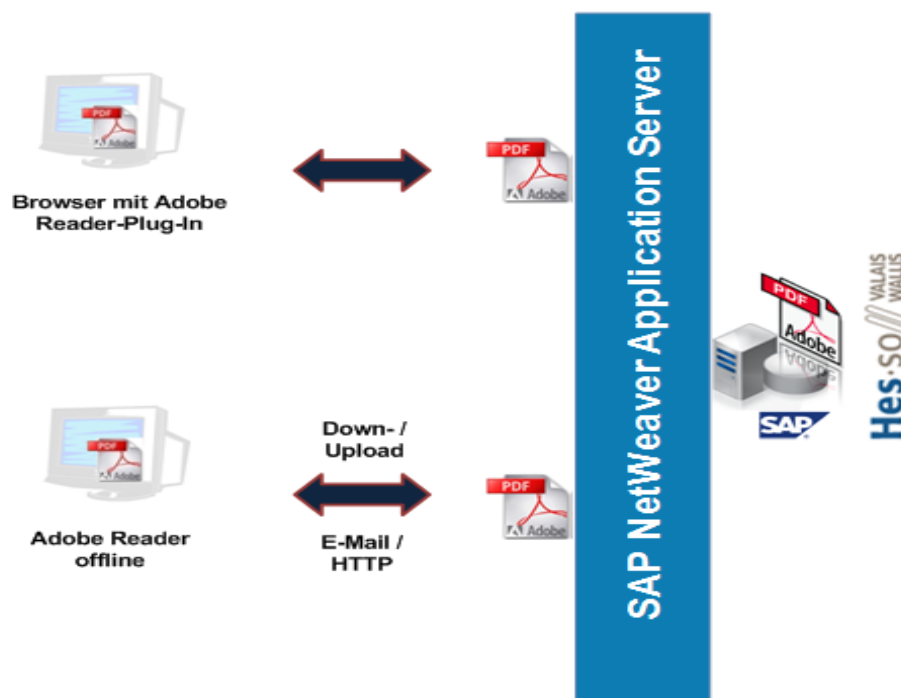 PDF
Adobe
Browser mit Adobe
Reader-Plug-In
PDF
Adobe
SAP NetWeaver Application Server
PDF
Adobe
SAP
Hes·SO
VALAIS
WALLIS
PDF
Adobe
Adobe Reader
offline
Down- /
Upload
E-Mail /
HTTP
PDF
Adobe